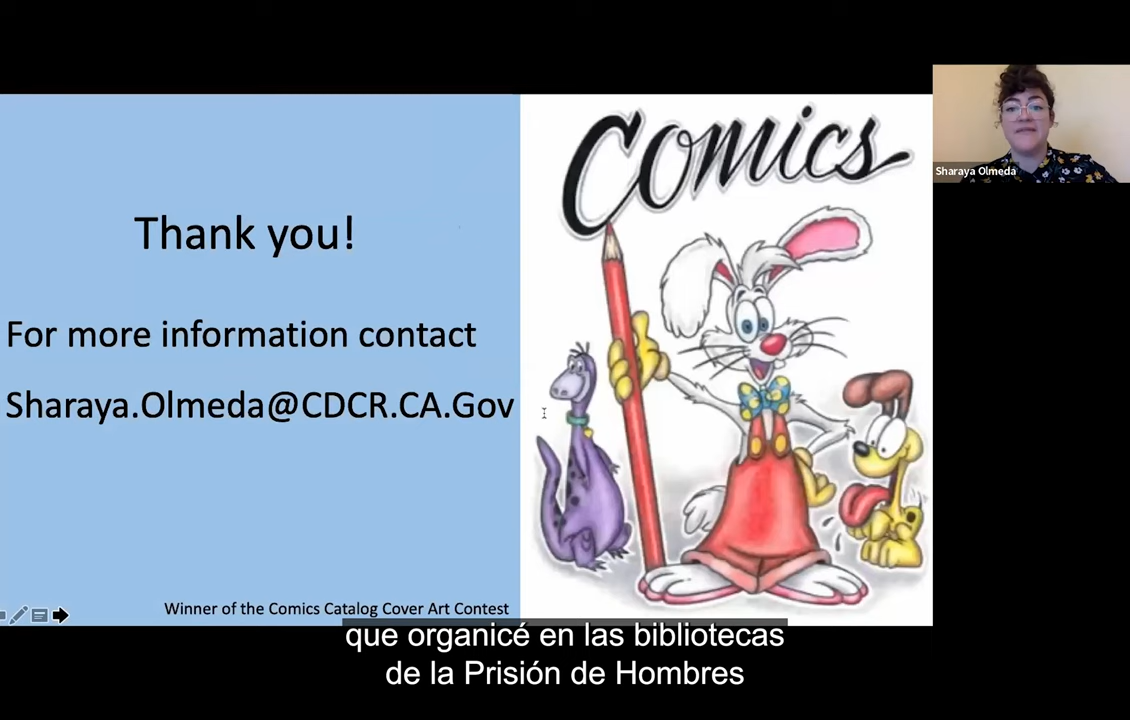 Comics
Sharaya Olmeda
Thank you!
For more information contact
Sharaya.Olmeda@CDCR.CA.Gov
Winner of the Comics Catalog Cover Art Contest
que organicé en las bibliotecas
de la Prisión de Hombres